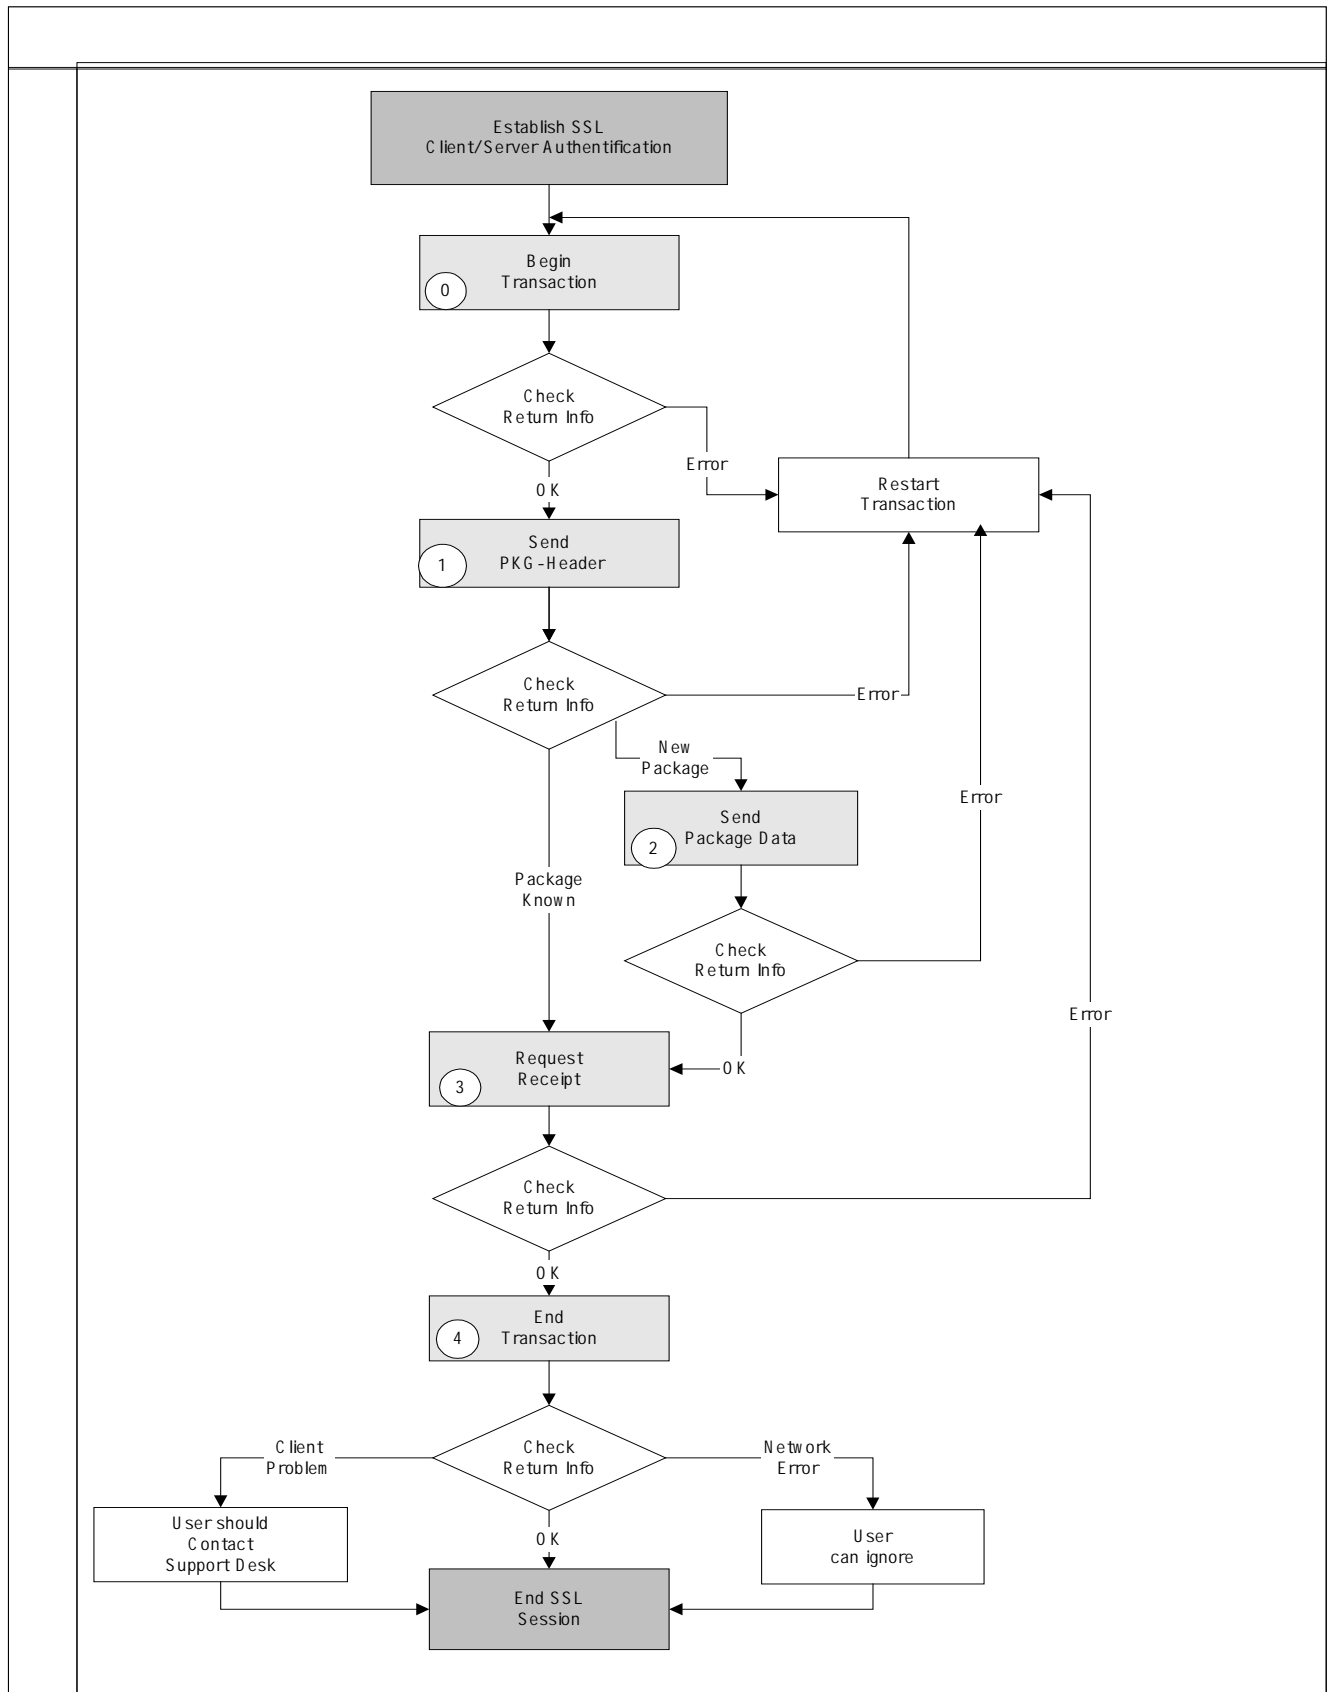 Establish SSL
Client/Server Authentification
Begin
Transaction
0
Check
Return Info
Error
OK
Restart
Transaction
Send
PKG-Header
1
Check
Return Info
Error
New
Package
Send
Package Data
2
Error
Package
Known
Check
Return Info
Error
OK
Request
Receipt
3
Check
Return Info
OK
End
Transaction
4
Client
Problem
Check
Return Info
Network
Error
User should
Contact
Support Desk
OK
User
can ignore
End SSL
Session